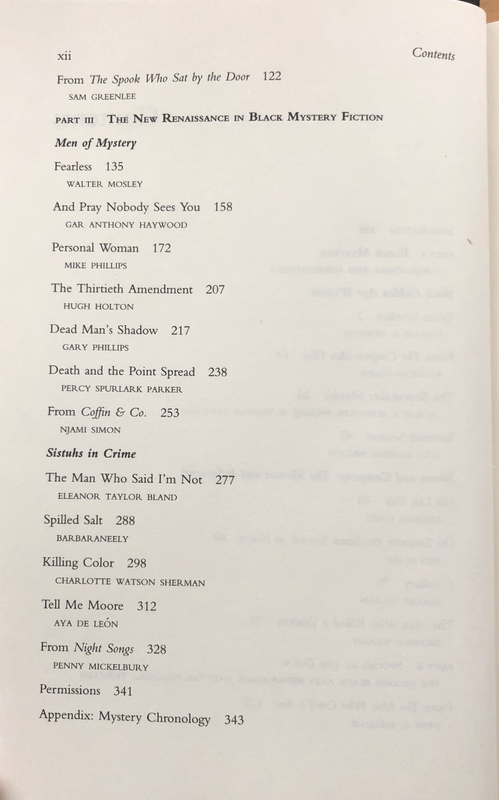 xii Contents
From The Spook Who Sat by the Door 122
SAM GREENLEE
PART III THE NEW RENAISSANCE IN BLACK MYSTERY FICTION
Men of Mystery
Fearless 135
WALTER MOSLEY
And Pray Nobody Sees You 158
GAR ANTHONY HAYWOOD
Personal Woman 172
MIKE PHILLIPS
The Thirtieth Amendment 207
HUGH HOLTON
Dead Man's Shadow 217
GARY PHILLIPS
Death and the Point Spread 238
PERCY SPURLARK PARKER
From Coffin & Co. 253
NJAMI SIMON
Sistuhs in Crime
The Man Who Said I'm Not 277
ELEANOR TAYLOR BLAND
Spilled Salt 288
BARBARANEELY
Killing Color 298
CHARLOTTE WATSON SHERMAN
Tell Me Moore 312
AYA DE LEÓN
From Night Songs 328
PENNY MICKELBURY
Permissions 341
Appendix: Mystery Chronology 343